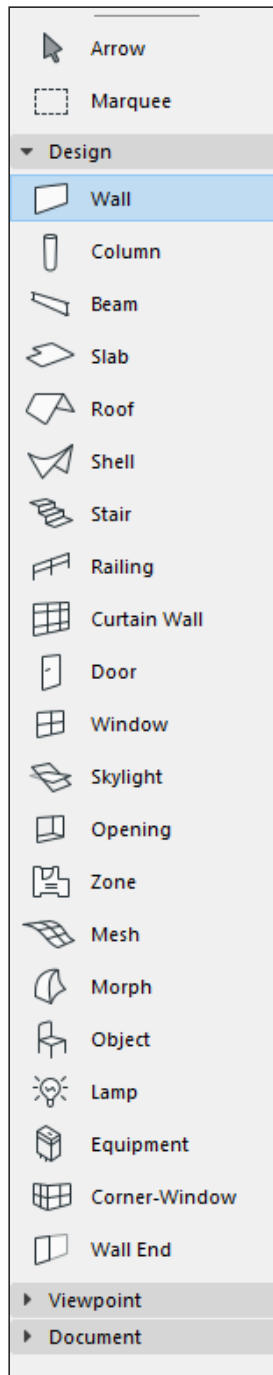 Arrow
Marquee
Design
Wall
Column
Beam
Slab
Roof
Shell
Stair
Railing
Curtain Wall
Door
Window
Skylight
Opening
Zone
Mesh
Morph
Object
Lamp
Equipment
Corner-Window
Wall End
Viewpoint
Document